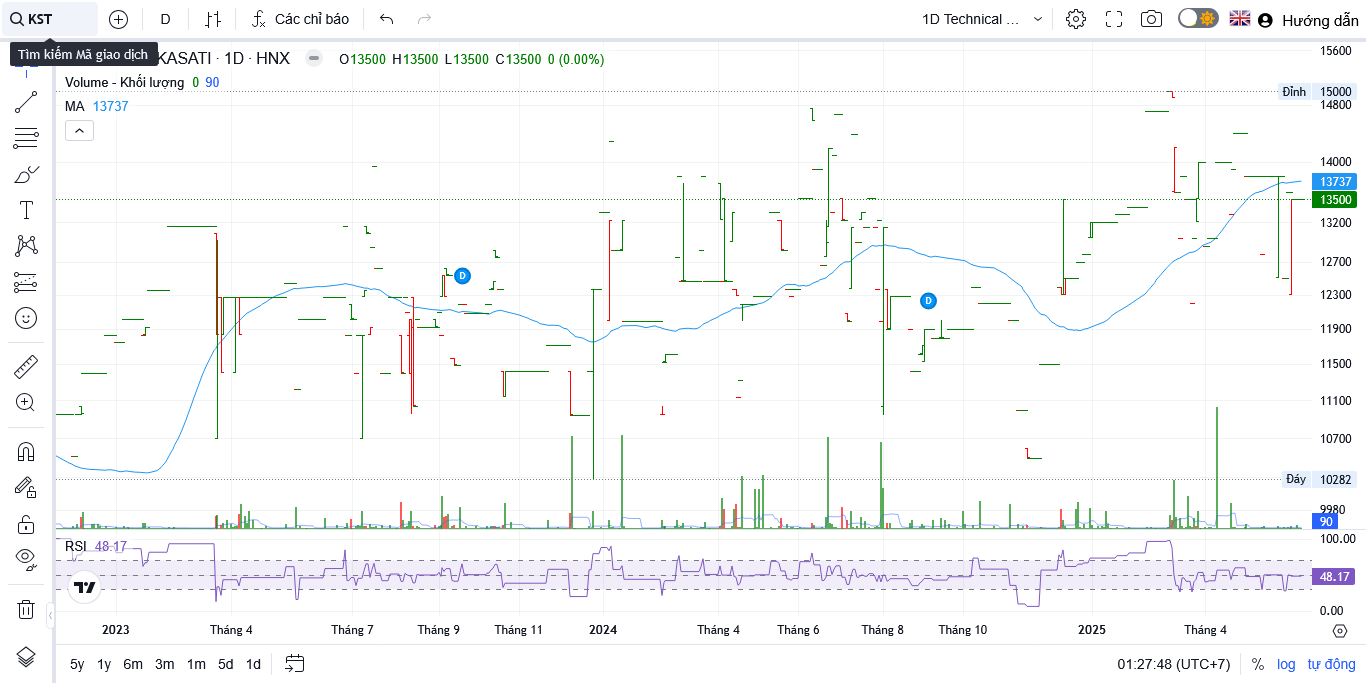 KST
D
Các chỉ báo
1D Technical ...
Hướng dẫn
Tìm kiếm Mã giao dịch
KASATI · 1D · HNX
O13500 H13500 L13500 C13500 0 (0.00%)
Volume - Khối lượng 0 90
MA 13737
15600
Đỉnh 15000
14800
14000
13737
13500
13200
12700
12300
11900
11500
11100
10700
Đáy 10282
9980
90
D
D
RSI 48.17
100.00
48.17
0.00
2023 Tháng 4 Tháng 7 Tháng 9 Tháng 11 2024 Tháng 4 Tháng 6 Tháng 8 Tháng 10 2025 Tháng 4
5y 1y 6m 3m 1m 5d 1d
01:27:48 (UTC+7) % log tự động